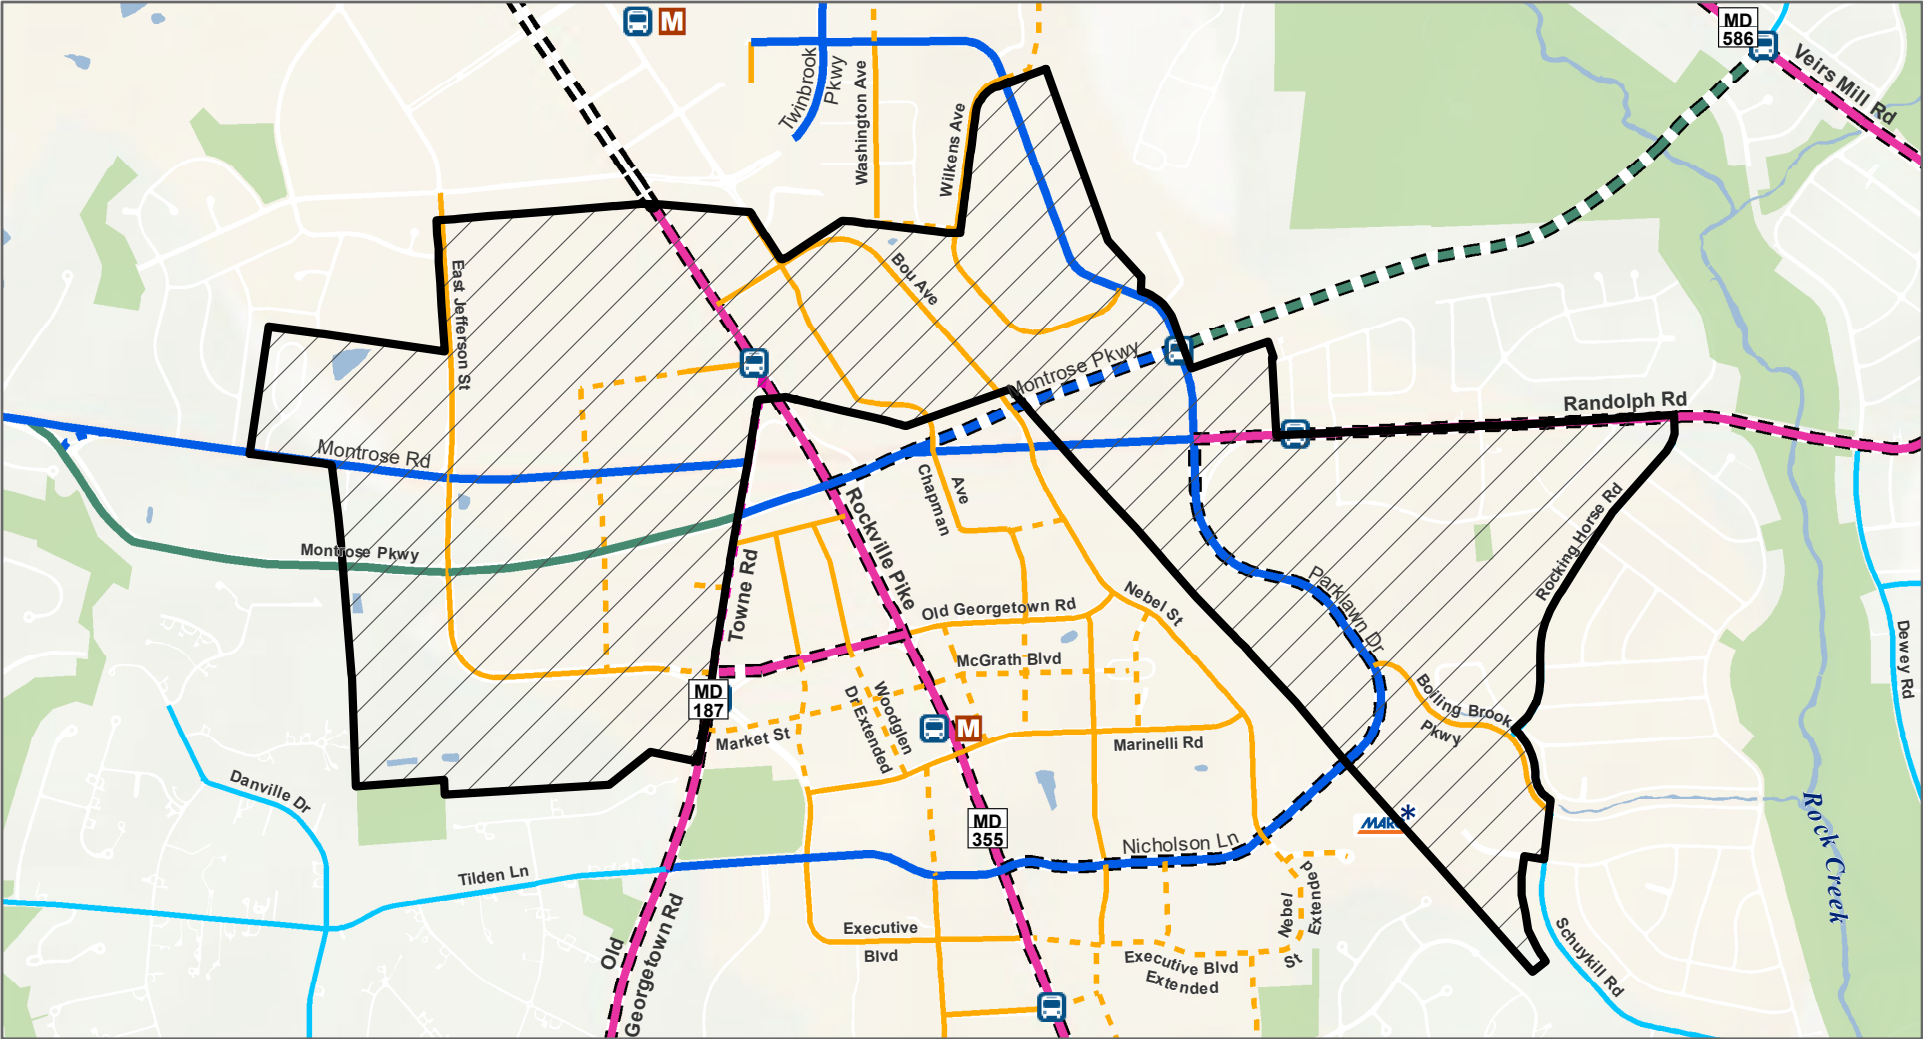 M
MD
586
Veirs Mill Rd
Twinbrook
Pkwy
Washington Ave
Wilkens Ave
East Jefferson St
Bou Ave
Montrose Pkwy
Randolph Rd
Montrose Rd
Chapman
Ave
Rockville Pike
Montrose Pkwy
Rocking Horse Rd
Towne Rd
Parklawn Dr
Nebel St
Old Georgetown Rd
McGrath Blvd
Dewey Rd
MD
187
Woodglen
Dr Extended
Boiling Brook
Pkwy
Market St
M
Marinelli Rd
Danville Dr
MARC
*
MD
355
Rock Creek
Nicholson Ln
Tilden Ln
Nebel
Extended
St
Old
Georgetown Rd
Executive
Blvd
Executive Blvd
Extended
Schuykill Rd